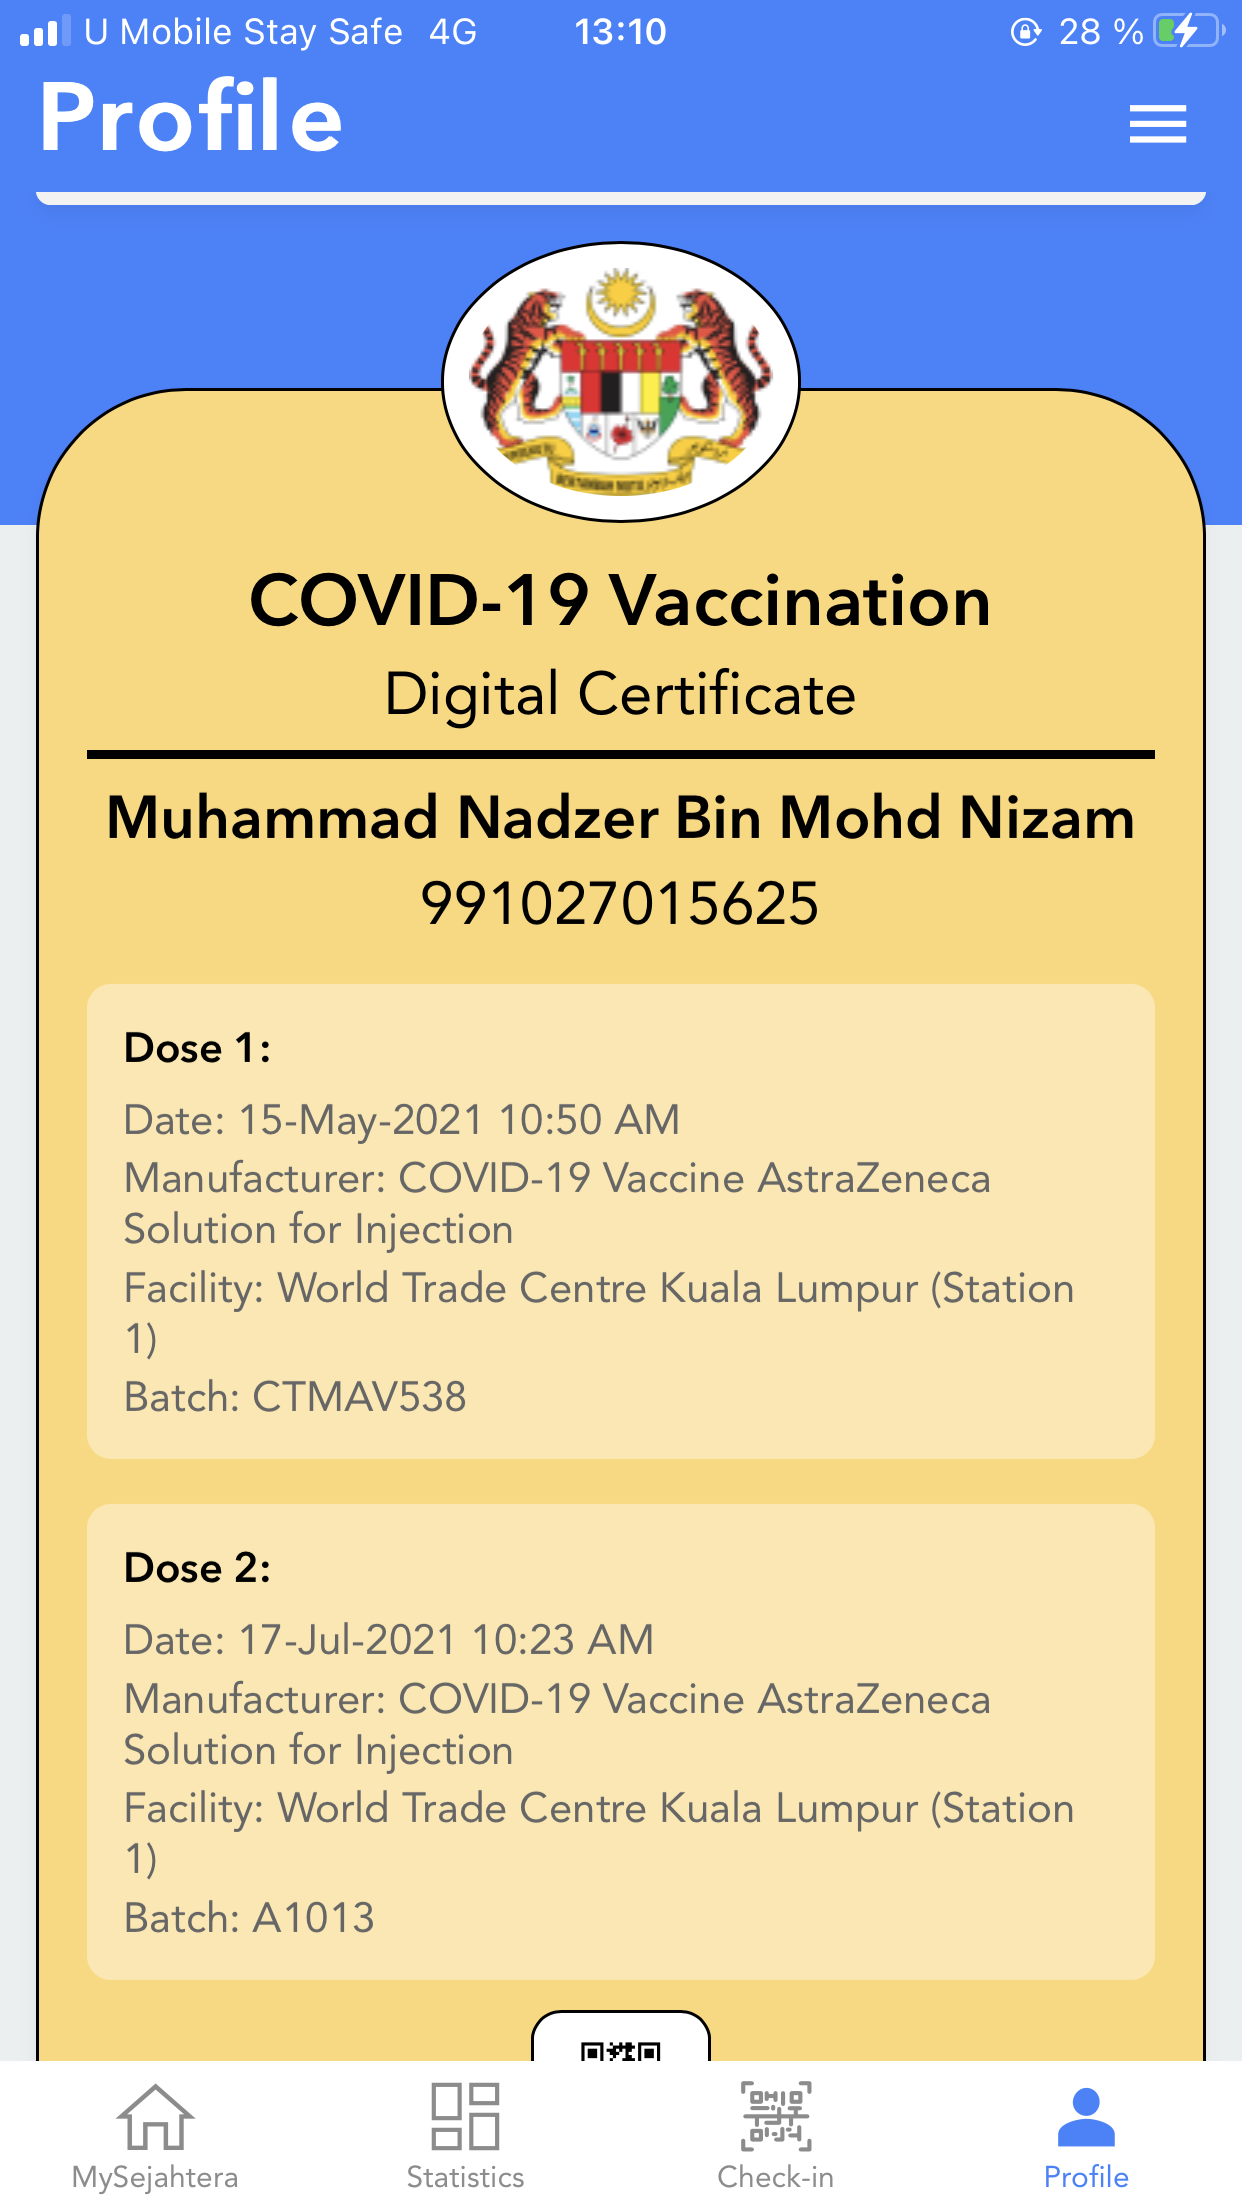 U Mobile Stay Safe 4G 13:10 28 %
Profile
COVID-19 Vaccination
Digital Certificate
Muhammad Nadzer Bin Mohd Nizam
991027015625
Dose 1:
Date: 15-May-2021 10:50 AM
Manufacturer: COVID-19 Vaccine AstraZeneca
Solution for Injection
Facility: World Trade Centre Kuala Lumpur (Station
1)
Batch: CTMAV538
Dose 2:
Date: 17-Jul-2021 10:23 AM
Manufacturer: COVID-19 Vaccine AstraZeneca
Solution for Injection
Facility: World Trade Centre Kuala Lumpur (Station
1)
Batch: A1013
MySejahtera Statistics Check-in Profile